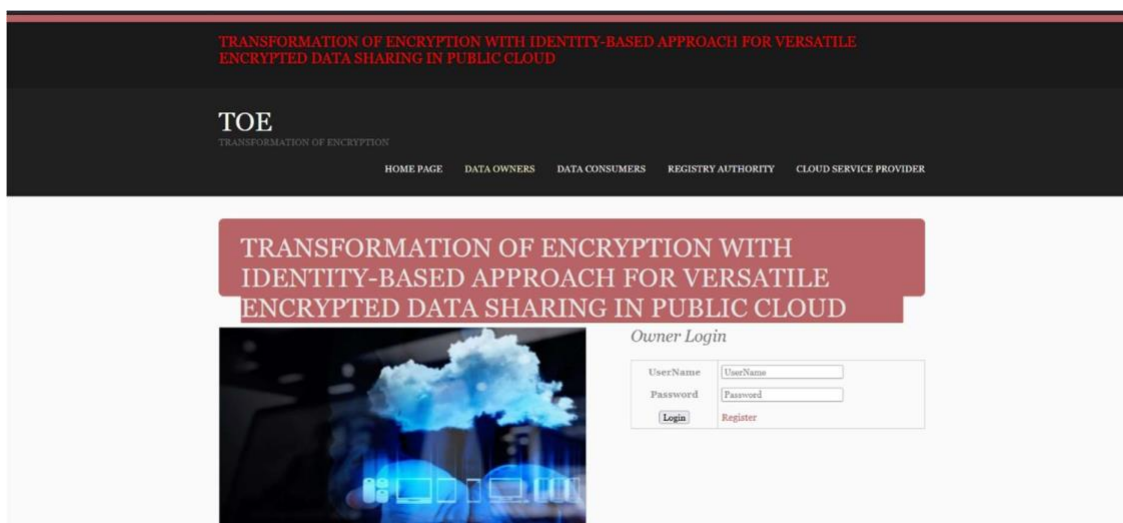 TRANSFORMATION OF ENCRYPTION WITH IDENTITY-BASED APPROACH FOR VERSATILE
ENCRYPTED DATA SHARING IN PUBLIC CLOUD
TOE
TRANSFORMATION OF ENCRYPTION
HOME PAGE DATA OWNERS DATA CONSUMERS REGISTRY AUTHORITY CLOUD SERVICE PROVIDER
TRANSFORMATION OF ENCRYPTION WITH
IDENTITY-BASED APPROACH FOR VERSATILE
ENCRYPTED DATA SHARING IN PUBLIC CLOUD
Owner Login
UserName UserName
Password Password
Login Register